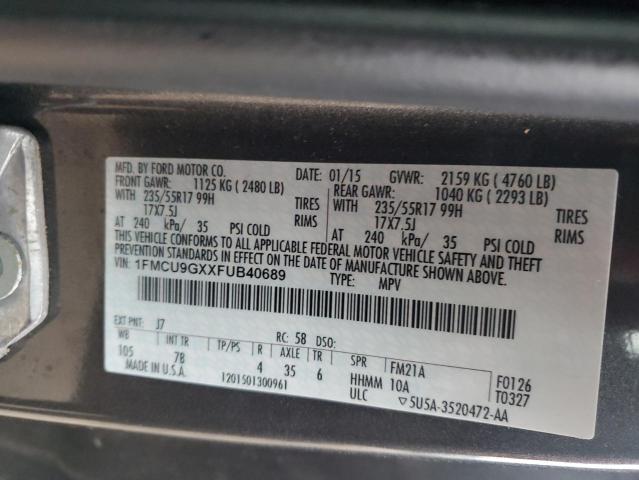 MFD. BY FORD MOTOR CO.
DATE: 01/15 GVWR: 2159 KG ( 4760 LB)
FRONT GAWR: 1125 KG ( 2480 LB) REAR GAWR: 1040 KG ( 2293 LB)
WITH 235/55R17 99H TIRES WITH 235/55R17 99H TIRES
17X7.5J RIMS 17X7.5J RIMS
AT 240 kPa/ 35 PSI COLD AT 240 kPa/ 35 PSI COLD
THIS VEHICLE CONFORMS TO ALL APPLICABLE FEDERAL MOTOR VEHICLE SAFETY AND THEFT
PREVENTION STANDARDS IN EFFECT ON THE DATE OF MANUFACTURE SHOWN ABOVE.
VIN: 1FMCU9GXXFUB40689 TYPE: MPV
EXT PNT: J7 RC: 58 DSO:
WB INT TR TP/PS R AXLE TR SPR FM21A F0126
105 7B 4 35 6 HHMM 10A T0327
MADE IN U.S.A. 1201501300961 ULC ▽5U5A-3520472-AA